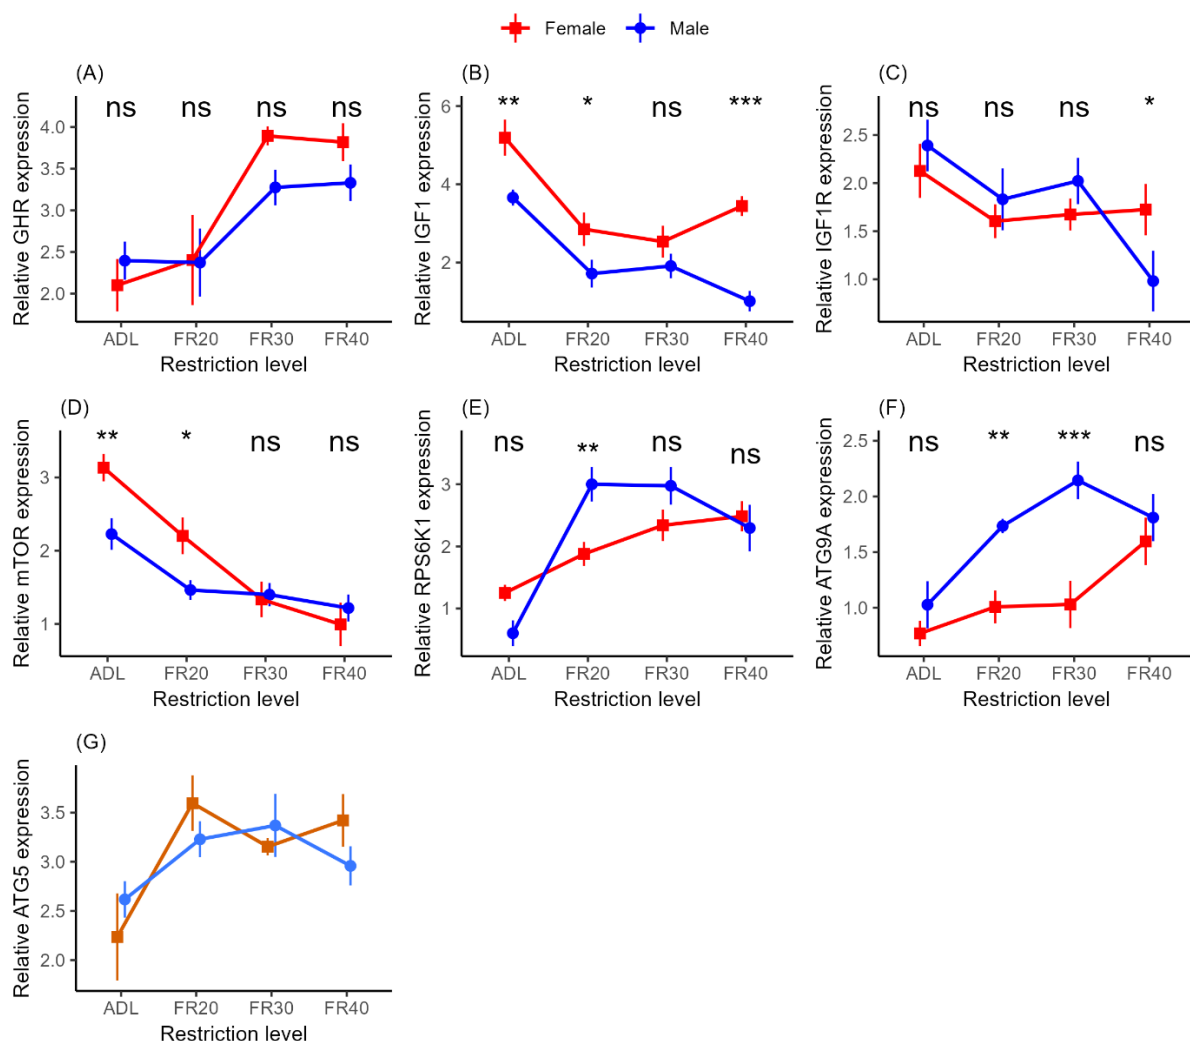 Female Male
(A)
ns ns ns ns
Relative GHR expression
4.0
3.5
3.0
2.5
2.0
ADL FR20 FR30 FR40
Restriction level
(B)
** * ns ***
Relative IGF1 expression
6
4
2
ADL FR20 FR30 FR40
Restriction level
(C)
ns ns ns *
Relative IGF1R expression
2.5
2.0
1.5
1.0
ADL FR20 FR30 FR40
Restriction level
(D)
** * ns ns
Relative mTOR expression
3
2
1
ADL FR20 FR30 FR40
Restriction level
(E)
ns ** ns ns
Relative RPS6K1 expression
3
2
1
ADL FR20 FR30 FR40
Restriction level
(F)
ns ** *** ns
Relative ATG9A expression
2.5
2.0
1.5
1.0
ADL FR20 FR30 FR40
Restriction level
(G)
Relative ATG5 expression
3.5
3.0
2.5
2.0
ADL FR20 FR30 FR40
Restriction level